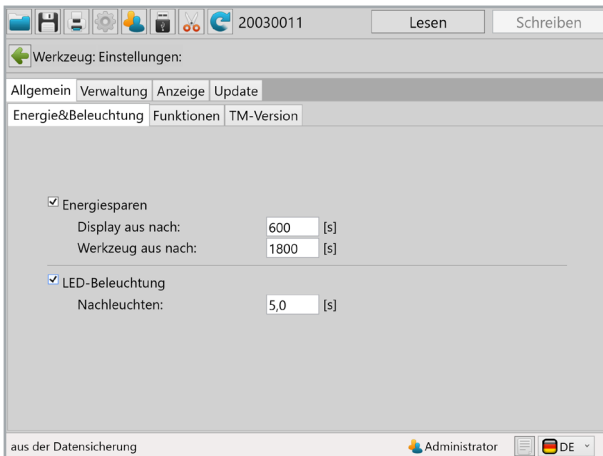 20030011 Lesen Schreiben
Werkzeug: Einstellungen:
Allgemein Verwaltung Anzeige Update
Energie&Beleuchtung Funktionen TM-Version
Energiesparen
Display aus nach: 600 [s]
Werkzeug aus nach: 1800 [s]
LED-Beleuchtung
Nachleuchten: 5,0 [s]
aus der Datensicherung Administrator DE